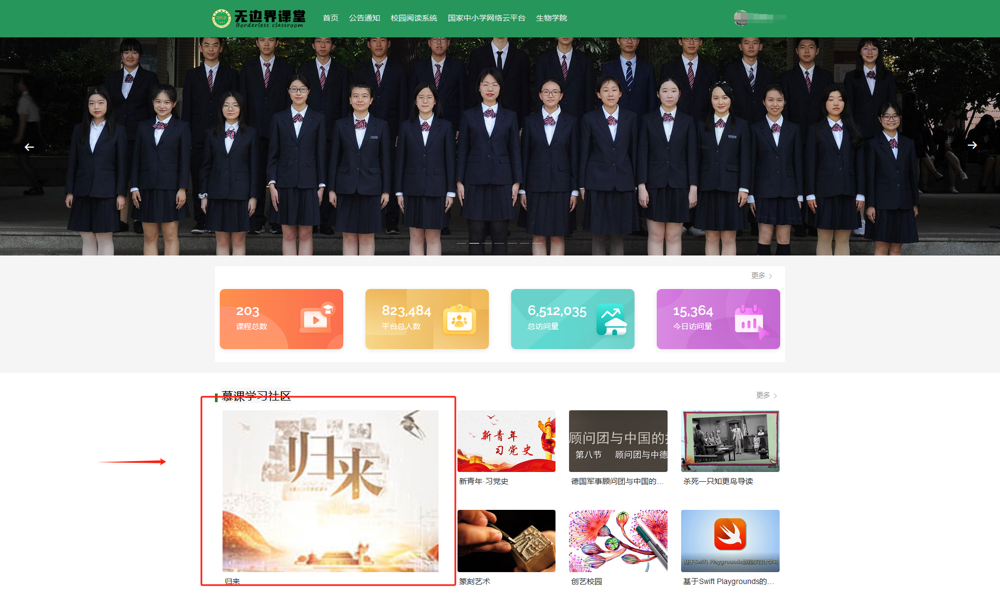 无边界课堂
Borderless classroom
首页 公告通知 校园阅读系统 国家中小学网络云平台 生物学院
更多
203
课程总数
823,484
平台总人数
6,512,035
总访问量
15,364
今日访问量
慕课学习社区
更多
归来
归来
新青年
习党史
新青年·习党史
顾问团与中国的
第八节 顾问团与中德
德国军事顾问团与中国的...
杀死一只知更鸟导读
篆刻艺术
创艺校园
基于Swift Playgrounds的程序设计学习
基于Swift Playgrounds的...